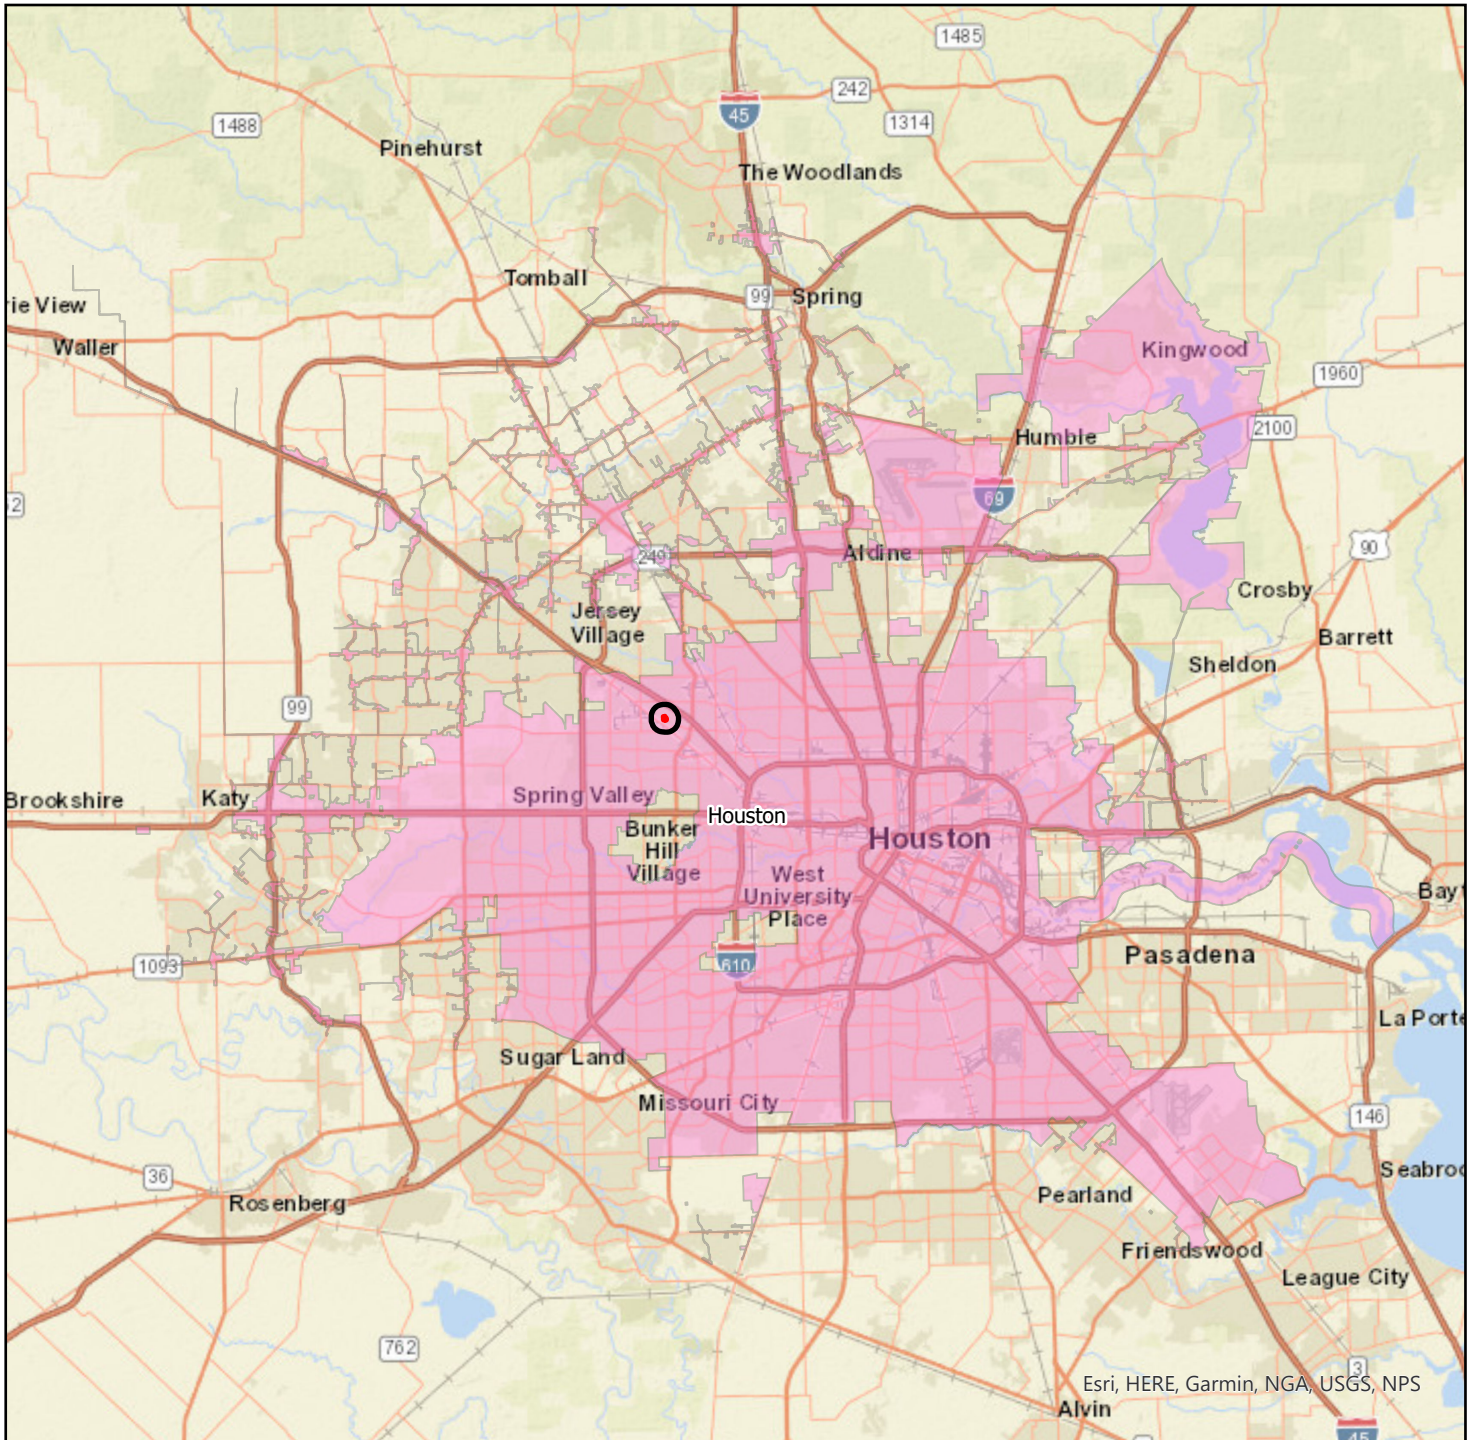 1485
242
45
1314
1488
Pinehurst
The Woodlands
Tomball
99
Spring
rie View
Waller
Kingwood
1960
2100
Humble
69
2
90
Aldine
249
Crosby
Jersey
Village
Barrett
Sheldon
99
Brookshire
Katy
Spring Valley
Houston
Bunker
Hill
Village
Houston
West
University
Place
Bayt
610
1093
Pasadena
La Porte
Sugar Land
Missouri City
146
36
Seabroo
Rosenberg
Pearland
Friendswood
League City
762
3
Esri, HERE, Garmin, NGA, USGS, NPS
Alvin
45